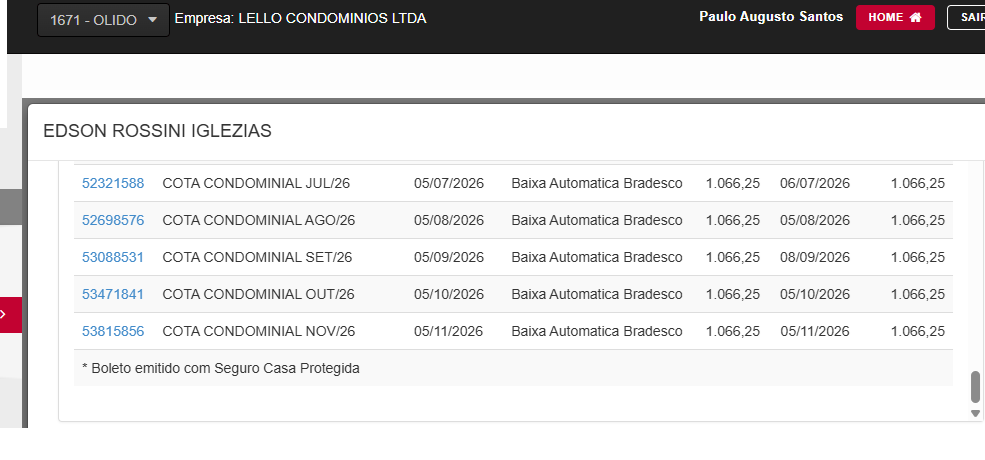 1671 - OLIDO Empresa: LELLO CONDOMINIOS LTDA Paulo Augusto Santos HOME SAIR
EDSON ROSSINI IGLEZIAS
52321588 COTA CONDOMINIAL JUL/26 05/07/2026 Baixa Automatica Bradesco 1.066,25 06/07/2026 1.066,25
52698576 COTA CONDOMINIAL AGO/26 05/08/2026 Baixa Automatica Bradesco 1.066,25 05/08/2026 1.066,25
53088531 COTA CONDOMINIAL SET/26 05/09/2026 Baixa Automatica Bradesco 1.066,25 08/09/2026 1.066,25
53471841 COTA CONDOMINIAL OUT/26 05/10/2026 Baixa Automatica Bradesco 1.066,25 05/10/2026 1.066,25
53815856 COTA CONDOMINIAL NOV/26 05/11/2026 Baixa Automatica Bradesco 1.066,25 05/11/2026 1.066,25
* Boleto emitido com Seguro Casa Protegida